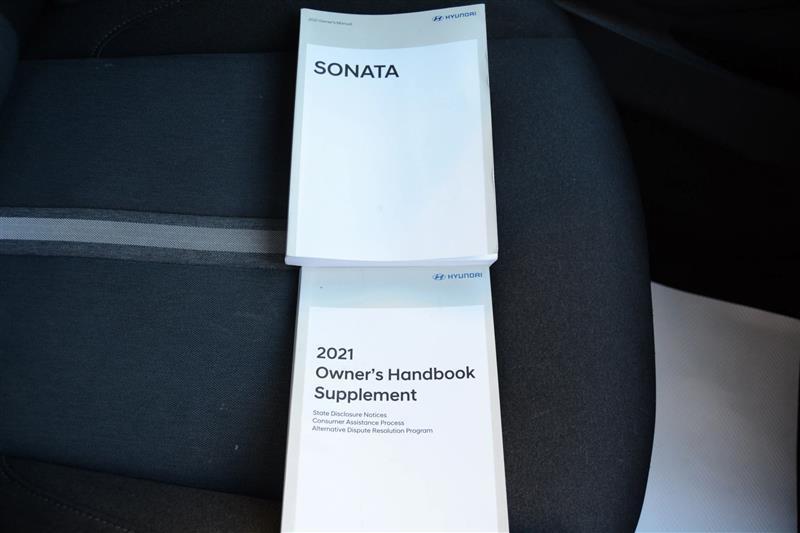 2021 Owner's Manual
HYUNDAI
SONATA
HYUNDAI
2021
Owner's Handbook
Supplement
State Disclosure Notices
Consumer Assistance Process
Alternative Dispute Resolution Program